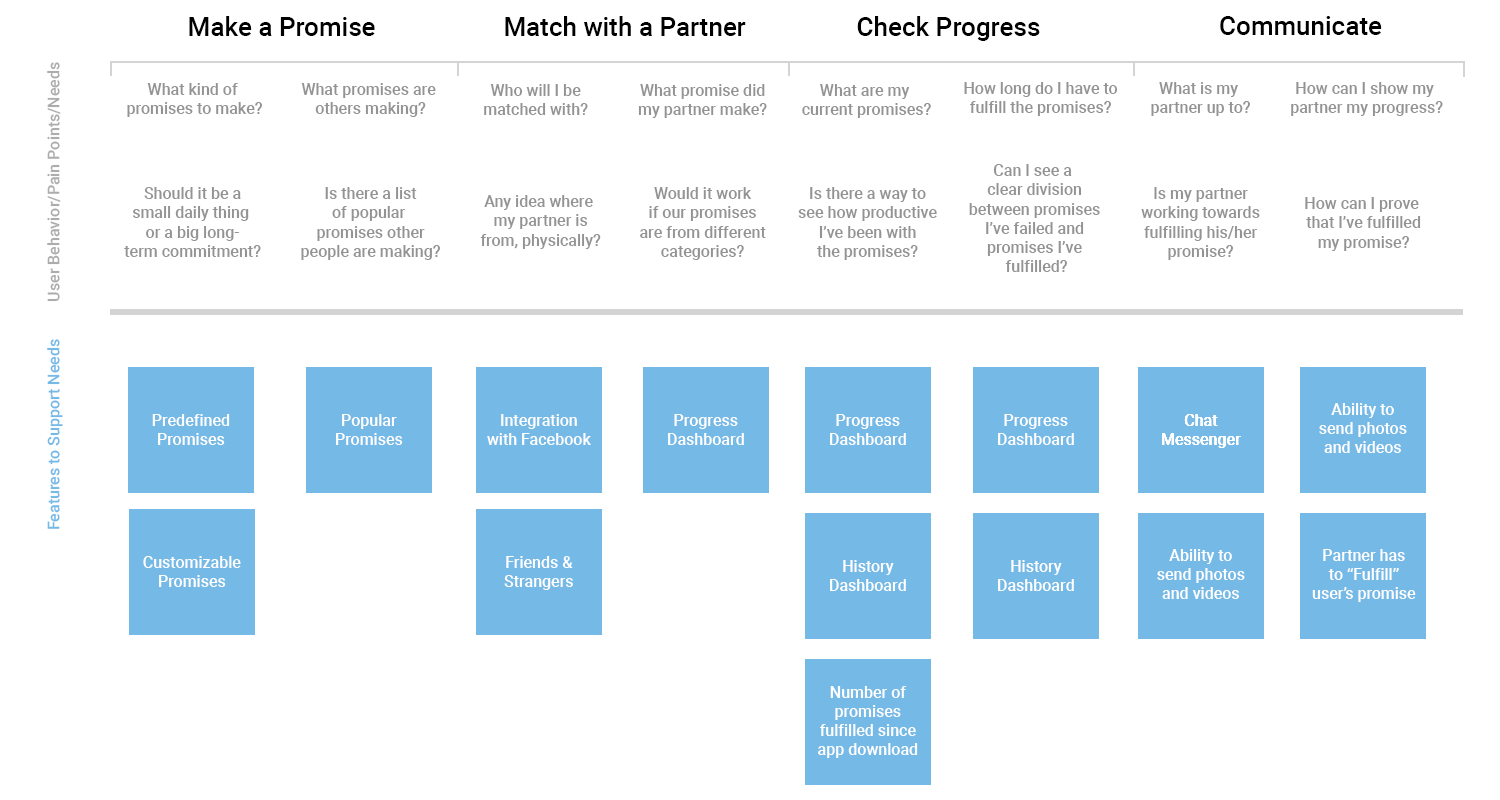 Make a Promise
Match with a Partner
Check Progress
Communicate
User Behavior/Pain Points/Needs
What kind of
promises to make?
What promises are
others making?
Who will I be
matched with?
What promise did
my partner make?
What are my
current promises?
How long do I have to
fulfill the promises?
What is my
partner up to?
How can I show my
partner my progress?
Should it be a
small daily thing
or a big long-
term commitment?
Is there a list
of popular
promises other
people are making?
Any idea where
my partner is
from, physically?
Would it work
if our promises
are from different
categories?
Is there a way to
see how productive
I’ve been with
the promises?
Can I see a
clear division
between promises
I’ve failed and
promises I’ve
fulfilled?
Is my partner
working towards
fulfilling his/her
promise?
How can I prove
that I’ve fulfilled
my promise?
Features to Support Needs
Predefined
Promises
Popular
Promises
Integration
with Facebook
Progress
Dashboard
Progress
Dashboard
Progress
Dashboard
Chat
Messenger
Ability to
send photos
and videos
Customizable
Promises
Friends &
Strangers
History
Dashboard
History
Dashboard
Ability to
send photos
and videos
Partner has
to “Fulfill”
user’s promise
Number of
promises
fulfilled since
app download